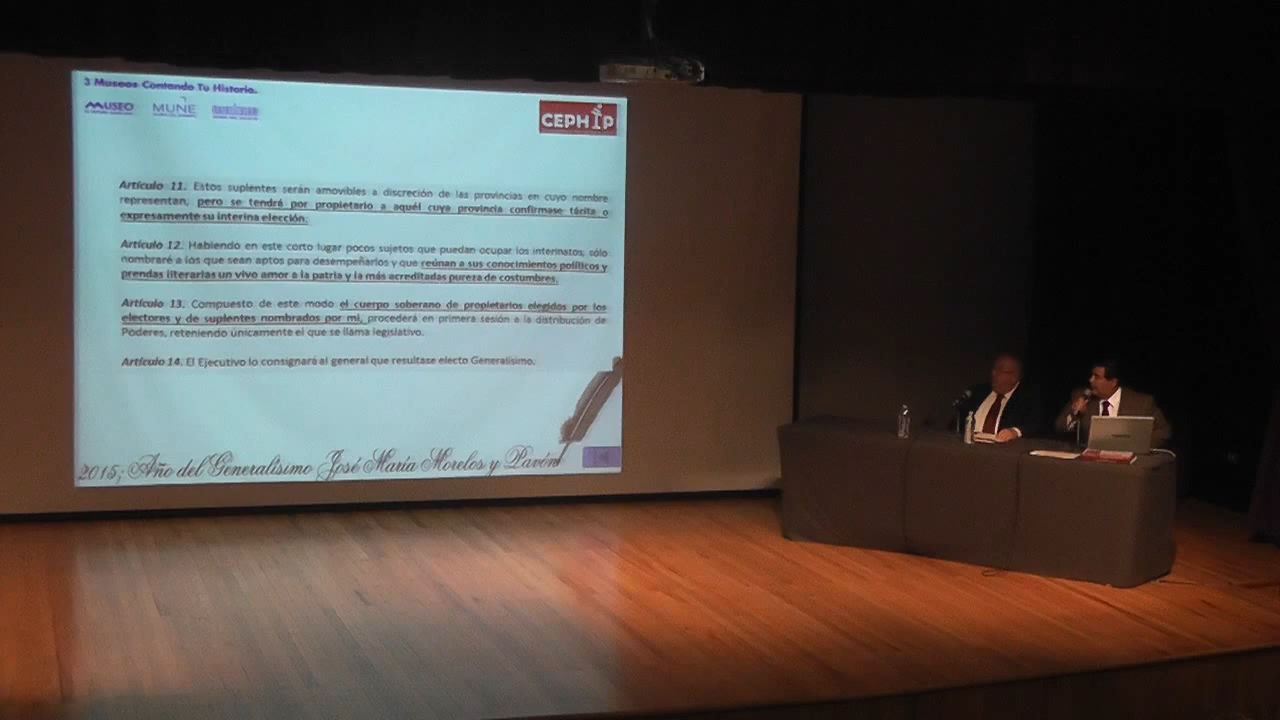 3 Museos Contando Tu Historia.
MUSEO
MUNE
CEPHIP
Artículo 11. Estos suplentes serán amovibles a discreción de las provincias en cuyo nombre
representan, pero se tendrá por propietario a aquél cuya provincia confirmase tácita o
expresamente su interina elección.
Artículo 12. Habiendo en este corto lugar pocos sujetos que puedan ocupar los interinatos, sólo
nombraré a los que sean aptos para desempeñarlos y que reúnan a sus conocimientos políticos y
prendas literarias un vivo amor a la patria y la más acreditadas pureza de costumbres.
Artículo 13. Compuesto de este modo el cuerpo soberano de propietarios elegidos por los
electores y de suplentes nombrados por mi, procederá en primera sesión a la distribución de
Poderes, reteniendo únicamente el que se llama legislativo.
Artículo 14. El Ejecutivo lo consignará al general que resultase electo Generalísimo.
2015; Año del Generalísimo José María Morelos y Pavón